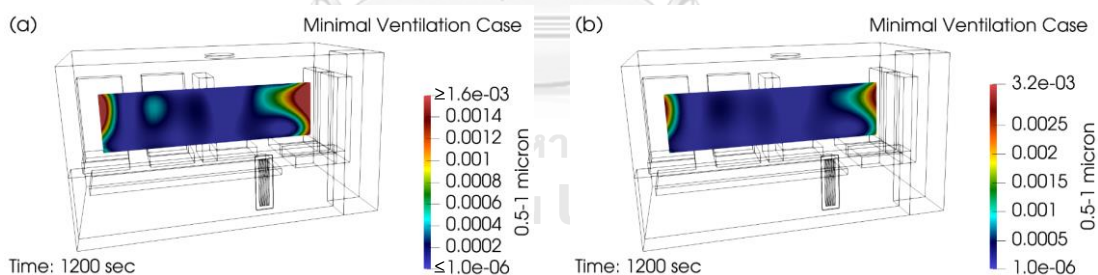 (a)
Minimal Ventilation Case
≥1.6e-03
0.0014
0.0012
0.001
0.0008
0.0006
0.0004
0.0002
≤1.0e-06
0.5-1 micron
Time: 1200 sec
(b)
Minimal Ventilation Case
3.2e-03
0.0025
0.002
0.0015
0.001
0.0005
1.0e-06
0.5-1 micron
Time: 1200 sec